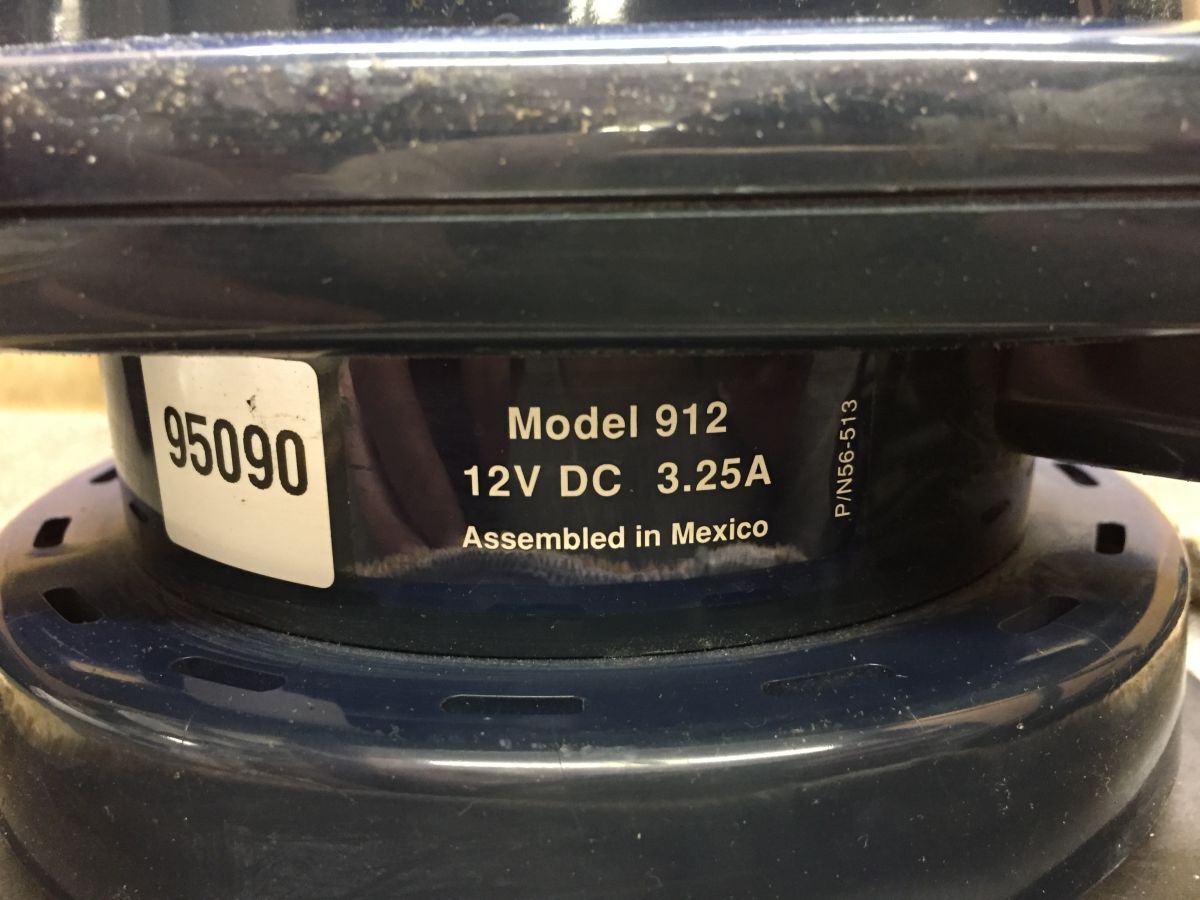 95090
Model 912
12V DC 3.25A
Assembled in Mexico
P/N56-513